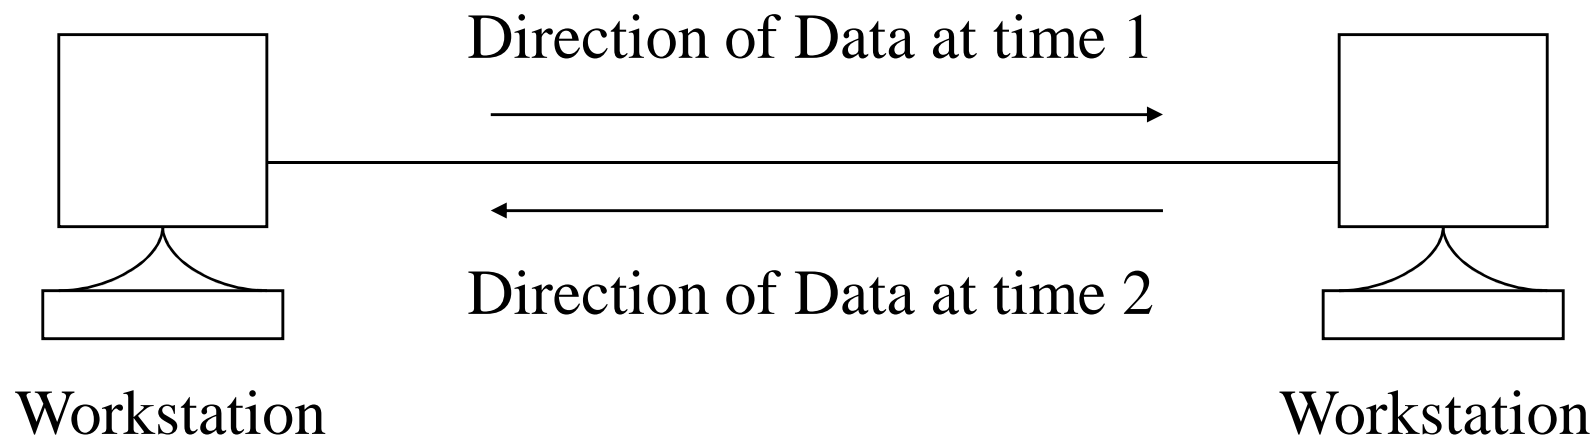 Direction of Data at time 1
Direction of Data at time 2
Workstation
Workstation